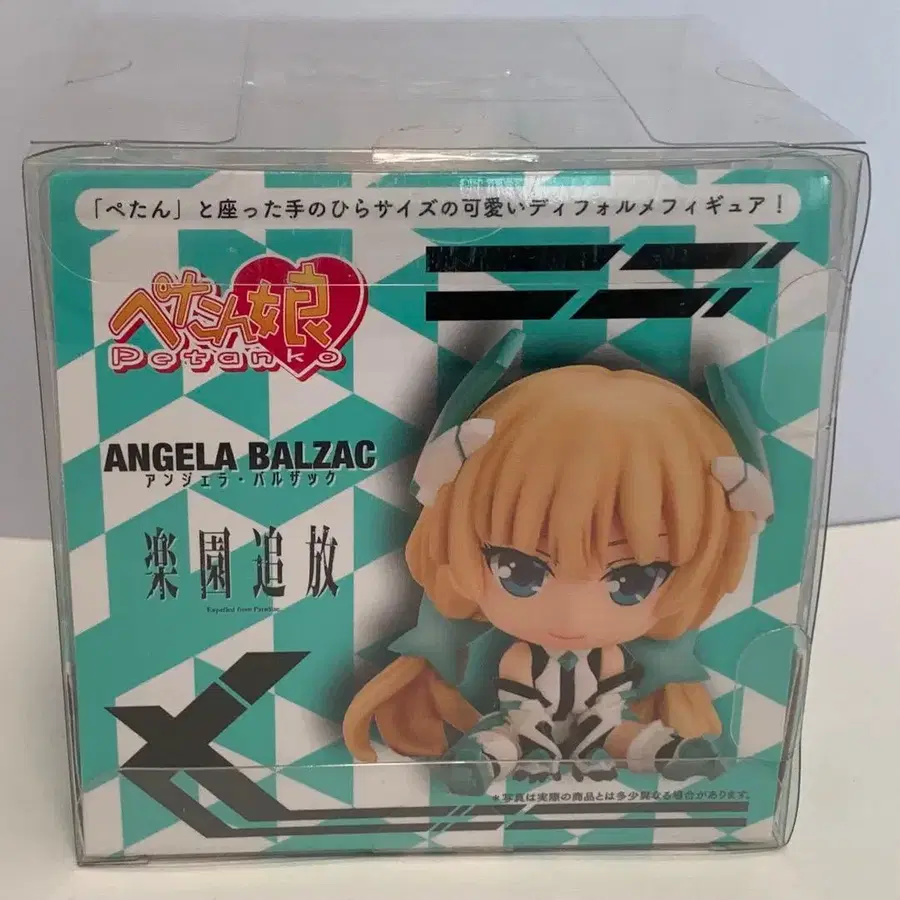 「ぺたん」と座った手のひらサイズの可愛いディフォルメフィギュア!
ぺたん娘
Petanko
ANGELA BALZAC
アンジェラ・バルザック
楽園追放
Expelled from Paradise
*写真は実際の商品とは多少異なる場合があります。